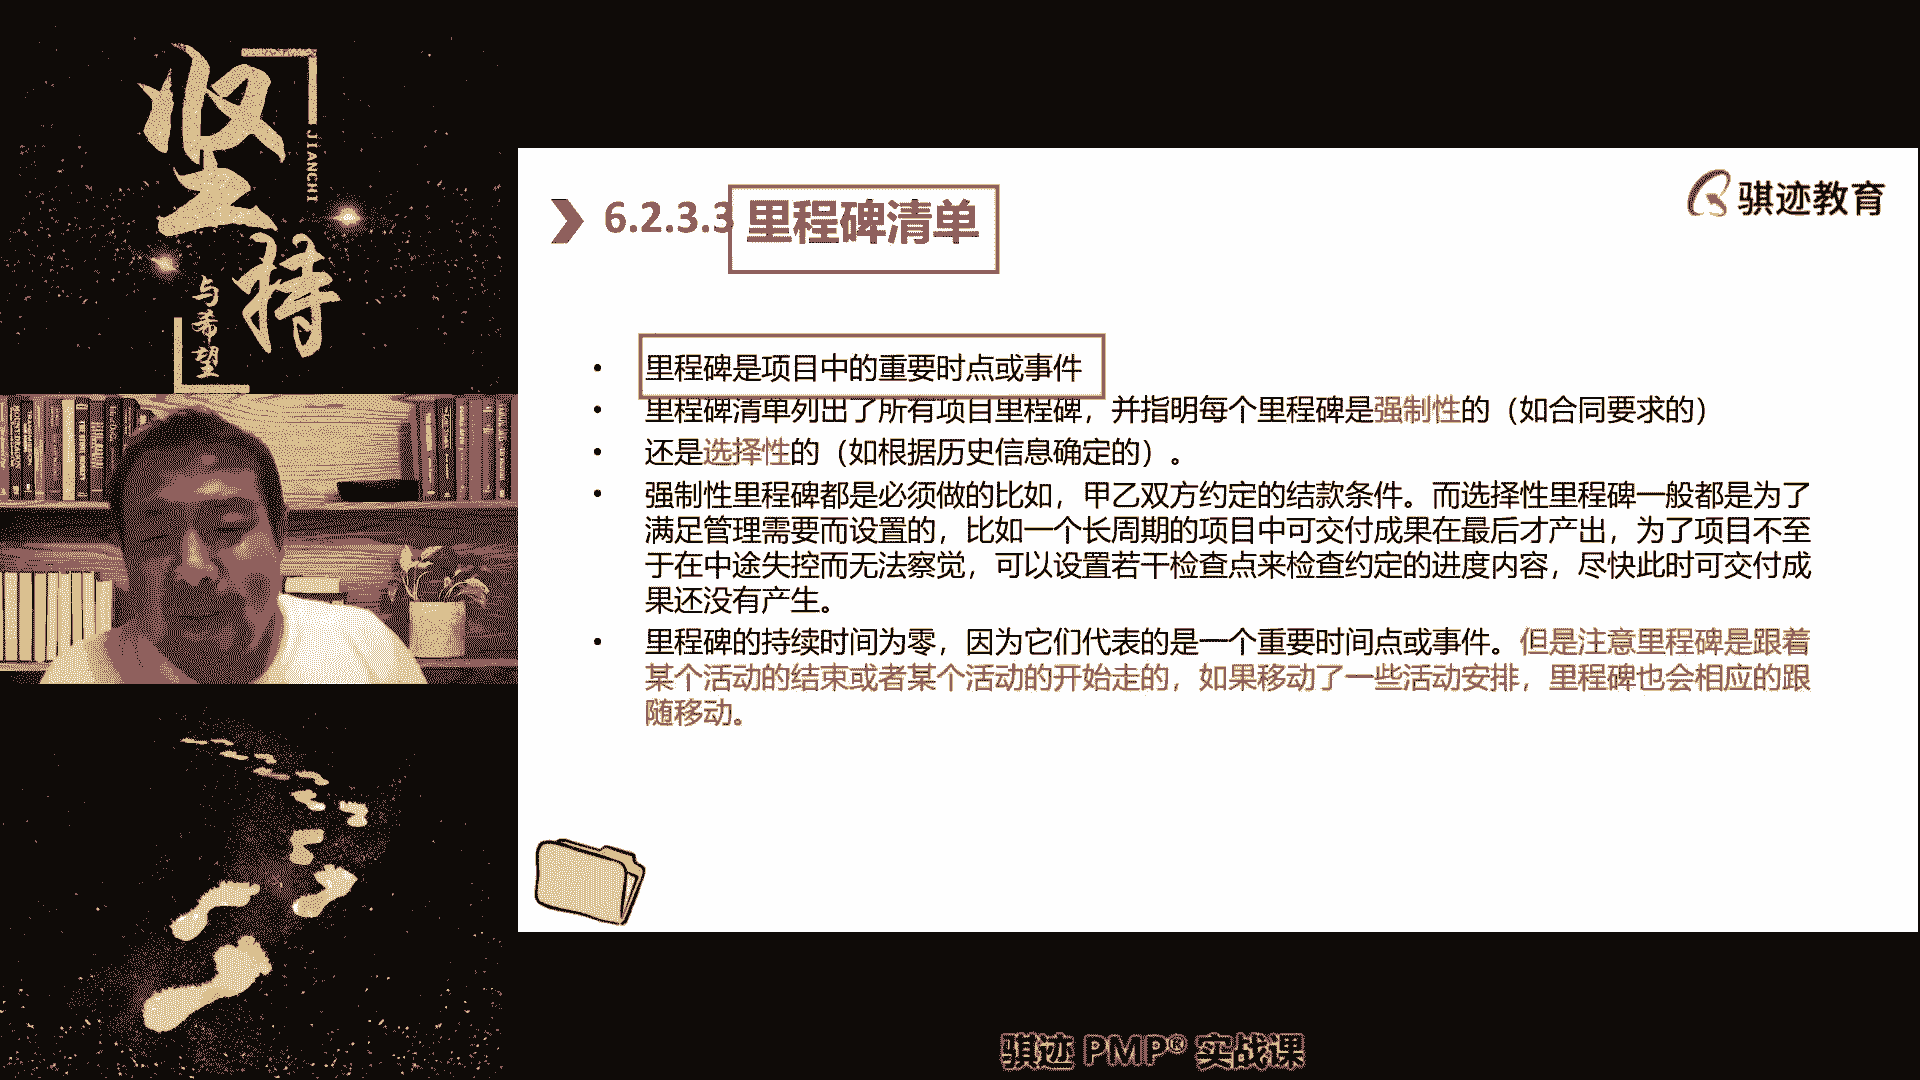 坚持
JIANCHI
与希望
骐迹教育
6.2.3.3 里程碑清单
• 里程碑是项目中的重要时点或事件
• 里程碑清单列出了所有项目里程碑，并指明每个里程碑是强制性的（如合同要求的）
• 还是选择性的（如根据历史信息确定的）。
• 强制性里程碑都是必须做的比如，甲乙双方约定的结款条件。而选择性里程碑一般都是为了
满足管理需要而设置的，比如一个长周期的项目中可交付成果在最后才产出，为了项目不至
于在中途失控而无法察觉，可以设置若干检查点来检查约定的进度内容，尽快此时可交付成
果还没有产生。
• 里程碑的持续时间为零，因为它们代表的是一个重要时间点或事件。但是注意里程碑是跟着
某个活动的结束或者某个活动的开始走的，如果移动了一些活动安排，里程碑也会相应的跟
随移动。
骐迹 PMP® 实战课